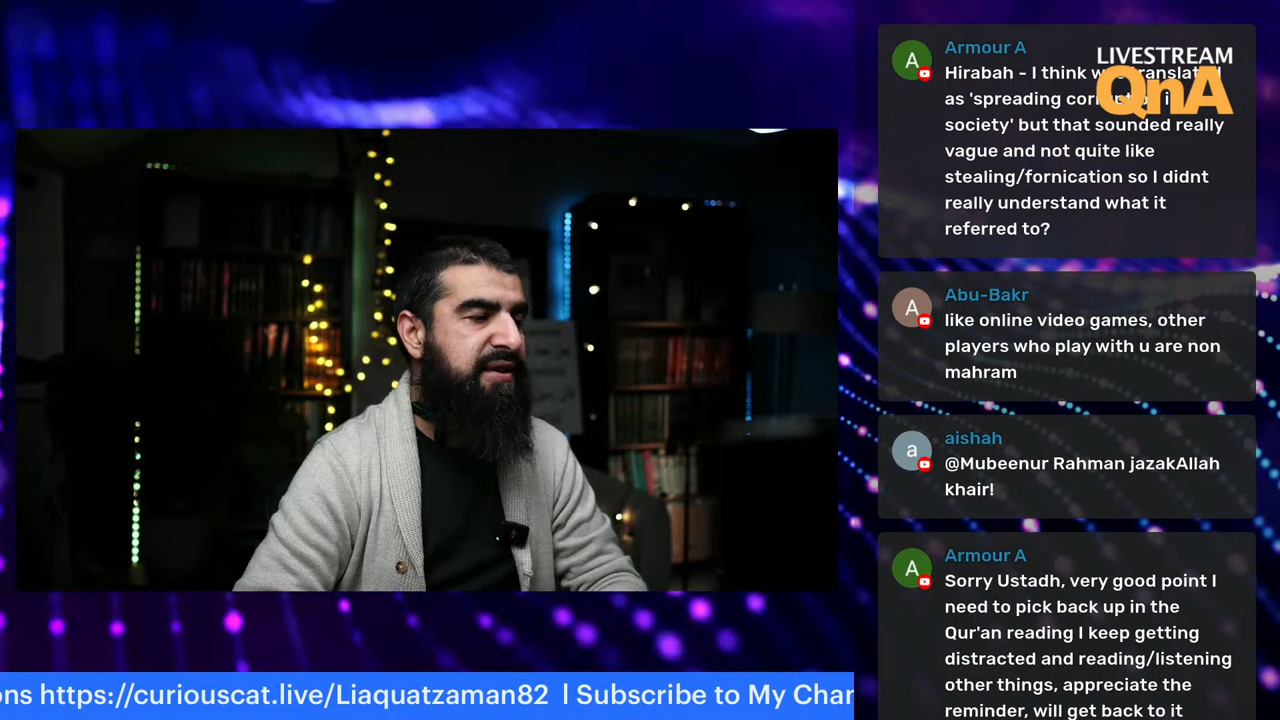 LIVESTREAM
QnA
A
Armour A
Hirabah - I think
as 'spreading
society' but that sounded really
vague and not quite like
stealing/fornication so I didnt
really understand what it
referred to?
A
Abu-Bakr
like online video games, other
players who play with u are non
mahram
a
aishah
@Mubeenur Rahman jazakAllah
khair!
A
Armour A
Sorry Ustadh, very good point I
need to pick back up in the
Qur'an reading I keep getting
distracted and reading/listening
other things, appreciate the
reminder, will get back to it
ons https://curiouscat.live/Liaquatzaman82 | Subscribe to My Char